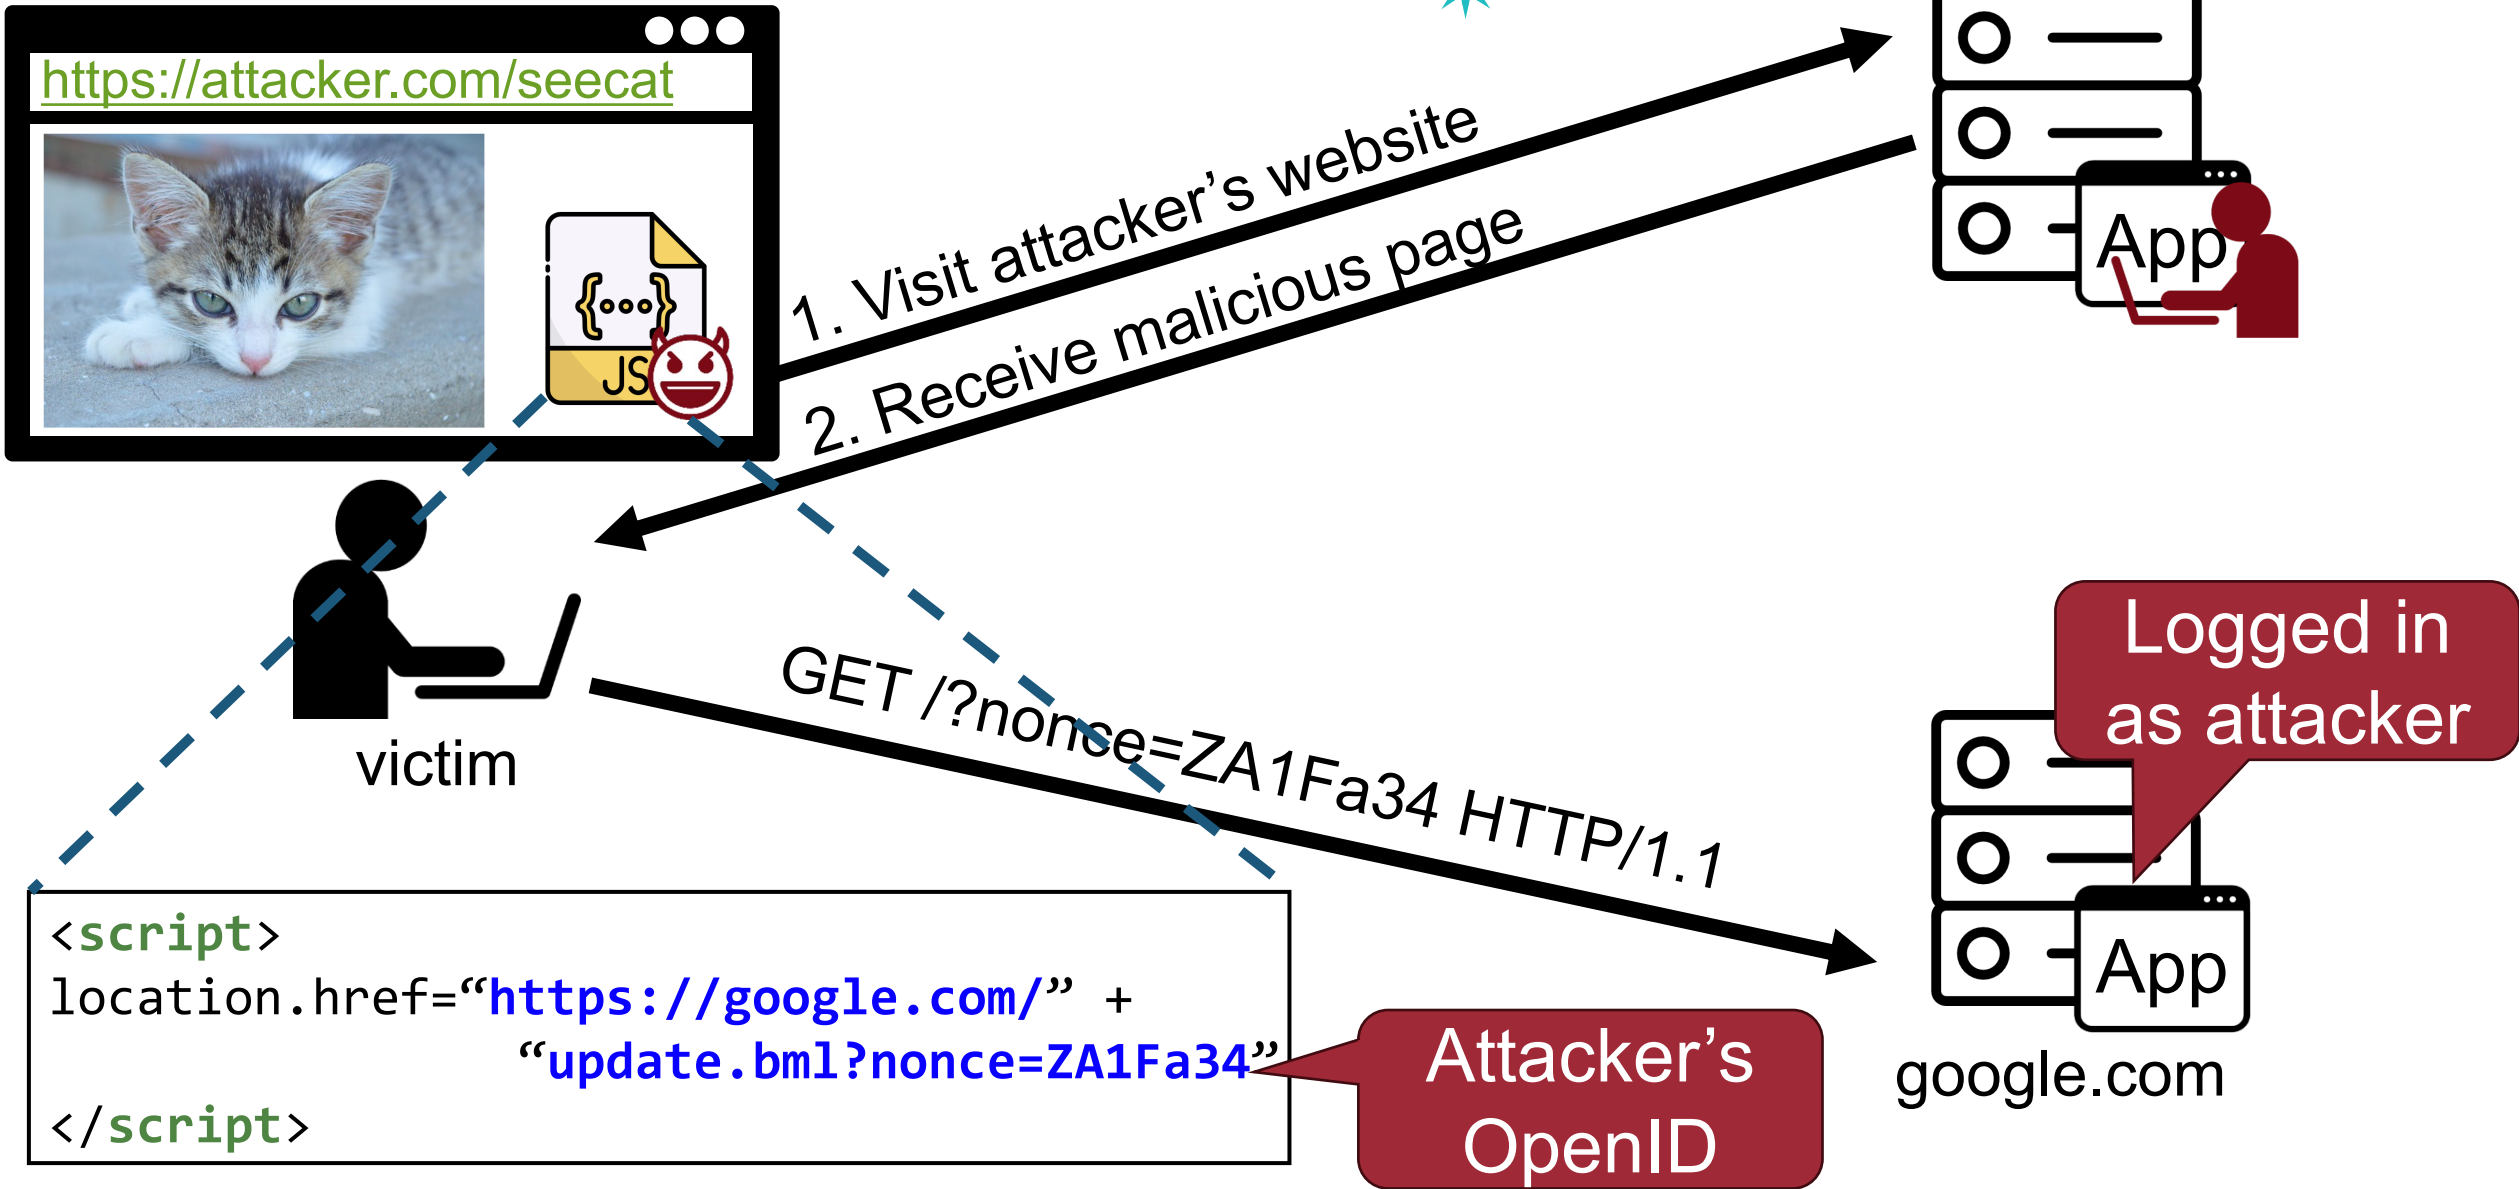 https://attacker.com/seecat
JS
1. Visit attacker’s website
2. Receive malicious page
App
victim
GET /?nonce=ZA1Fa34 HTTP/1.1
Logged in
as attacker
App
google.com
<script>
location.href=“https://google.com/” +
“update.bml?nonce=ZA1Fa34”
</script>
Attacker’s
OpenID